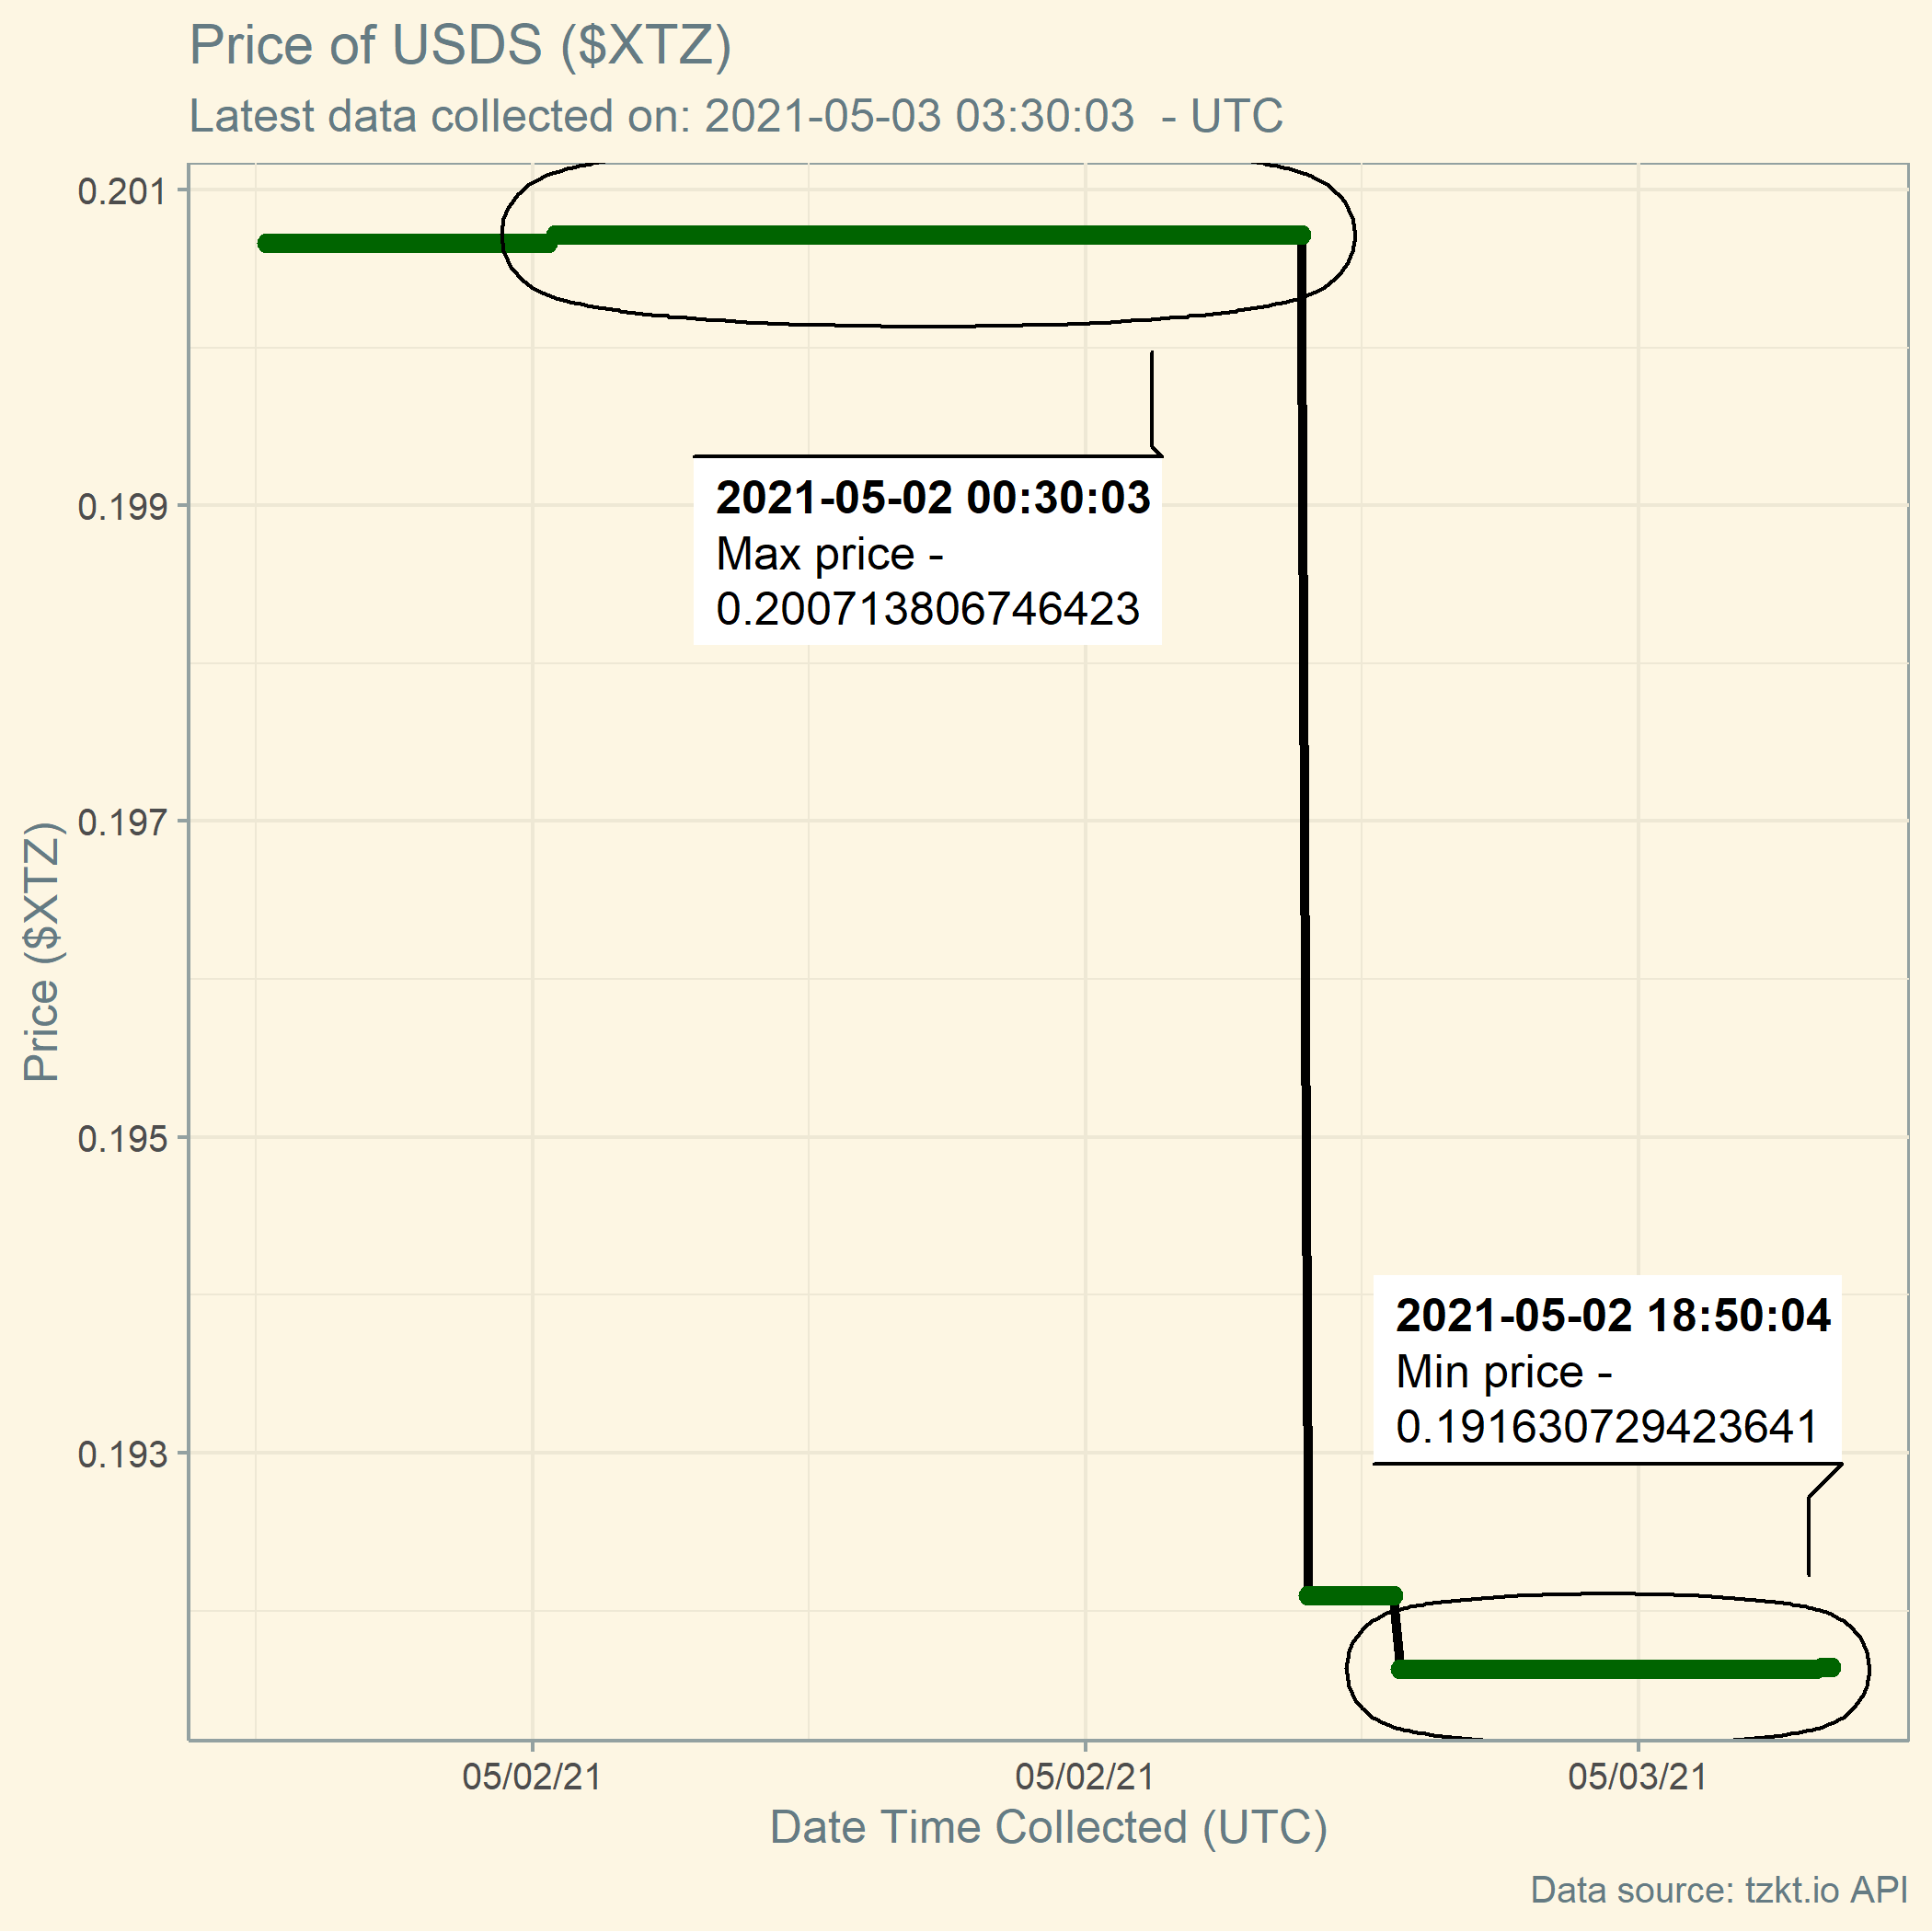 Price of USDS ($XTZ)
Latest data collected on: 2021-05-03 03:30:03  - UTC
0.201
0.199
0.197
0.195
0.193
Price ($XTZ)
2021-05-02 00:30:03
Max price -
0.200713806746423
2021-05-02 18:50:04
Min price -
0.191630729423641
05/02/21
05/02/21
05/03/21
Date Time Collected (UTC)
Data source: tzkt.io API